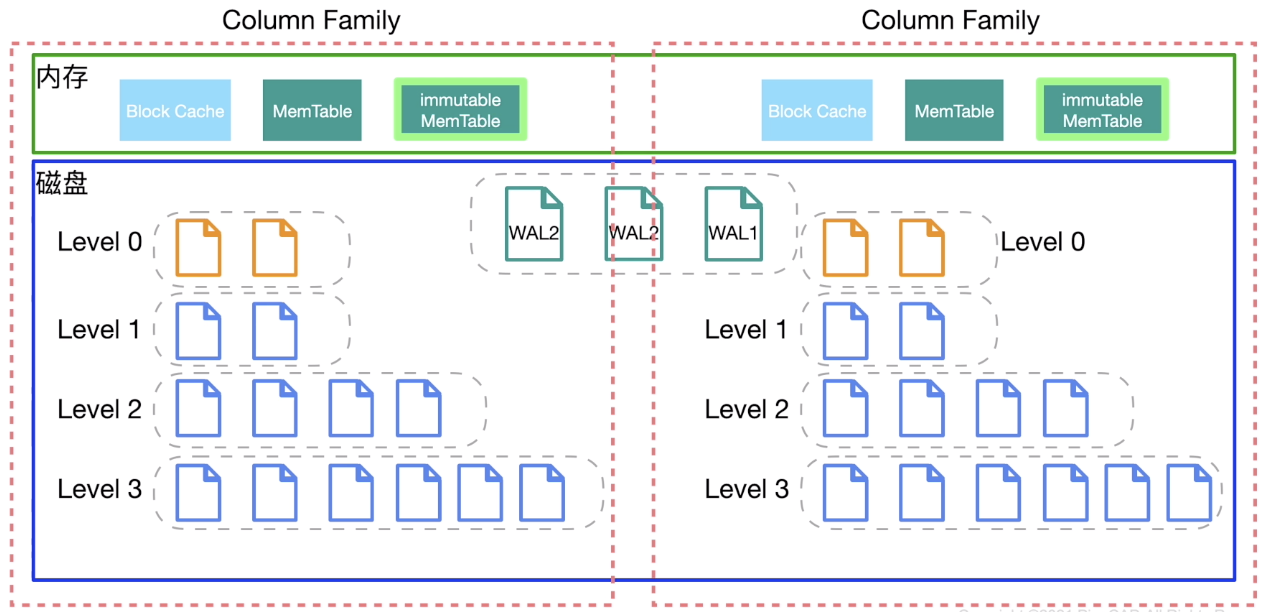 Column Family
Column Family
内存
Block Cache
MemTable
immutable
MemTable
Block Cache
MemTable
immutable
MemTable
磁盘
WAL2
WAL2
WAL1
Level 0
Level 0
Level 1
Level 1
Level 2
Level 2
Level 3
Level 3